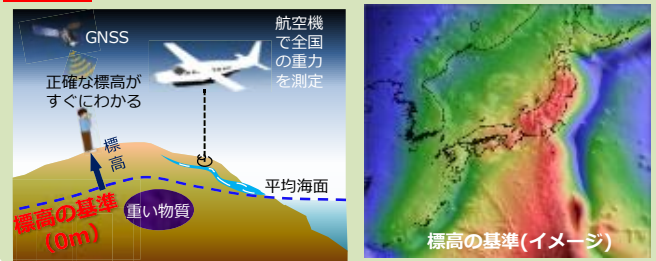 GNSS
正確な標高が
すぐにわかる
航空機
で全国
の重力
を測定
標高
平均海面
重い物質
標高の基準
（0m）
標高の基準(イメージ)